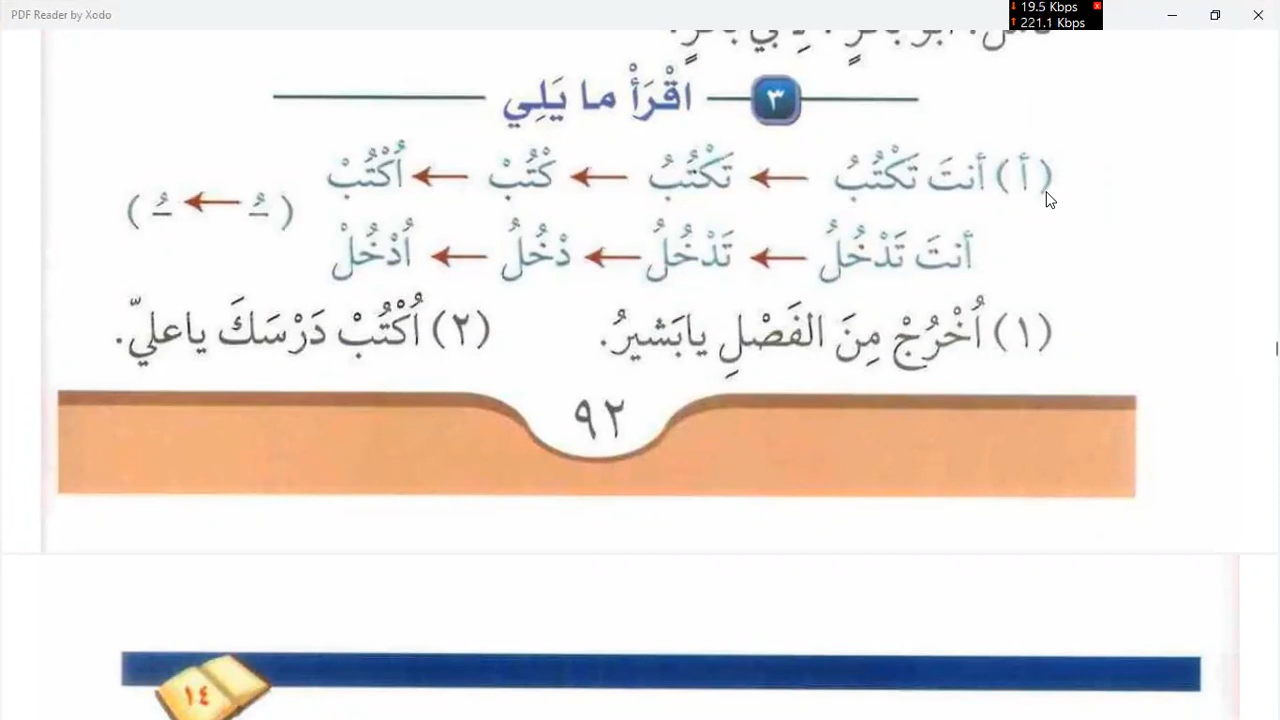 PDF Reader by Xodo
↓ 19.5 Kbps
↑ 221.1 Kbps
٣ اقْرَأْ ما يَلِي
(أ) أنتَ تَكْتُبُ ← تَكْتُبُ ← كْتُبْ ← اُكْتُبْ
أنتَ تَدْخُلُ ← تَدْخُلُ ← دْخُلُ ← اُدْخُلْ
(ـُ ← ـُ)
(١) اُخْرُجْ مِنَ الفَصْلِ يابَشيرُ. (٢) اُكْتُبْ دَرْسَكَ ياعليّ.
٩٢
١٤